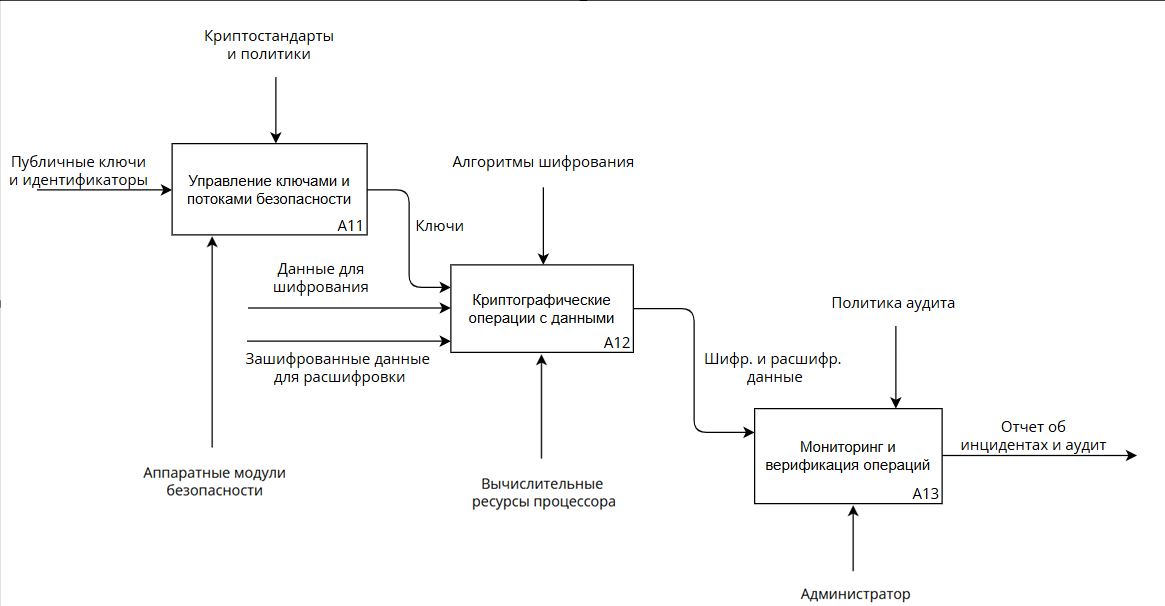 Криптостандарты
и политики
Публичные ключи
и идентификаторы
Управление ключами и
потоками безопасности
A11
Ключи
Алгоритмы шифрования
Данные для
шифрования
Зашифрованные данные
для расшифровки
Криптографические
операции с данными
A12
Аппаратные модули
безопасности
Вычислительные
ресурсы процессора
Шифр. и расшифр.
данные
Политика аудита
Мониторинг и
верификация операций
A13
Отчет об
инцидентах и аудит
Администратор